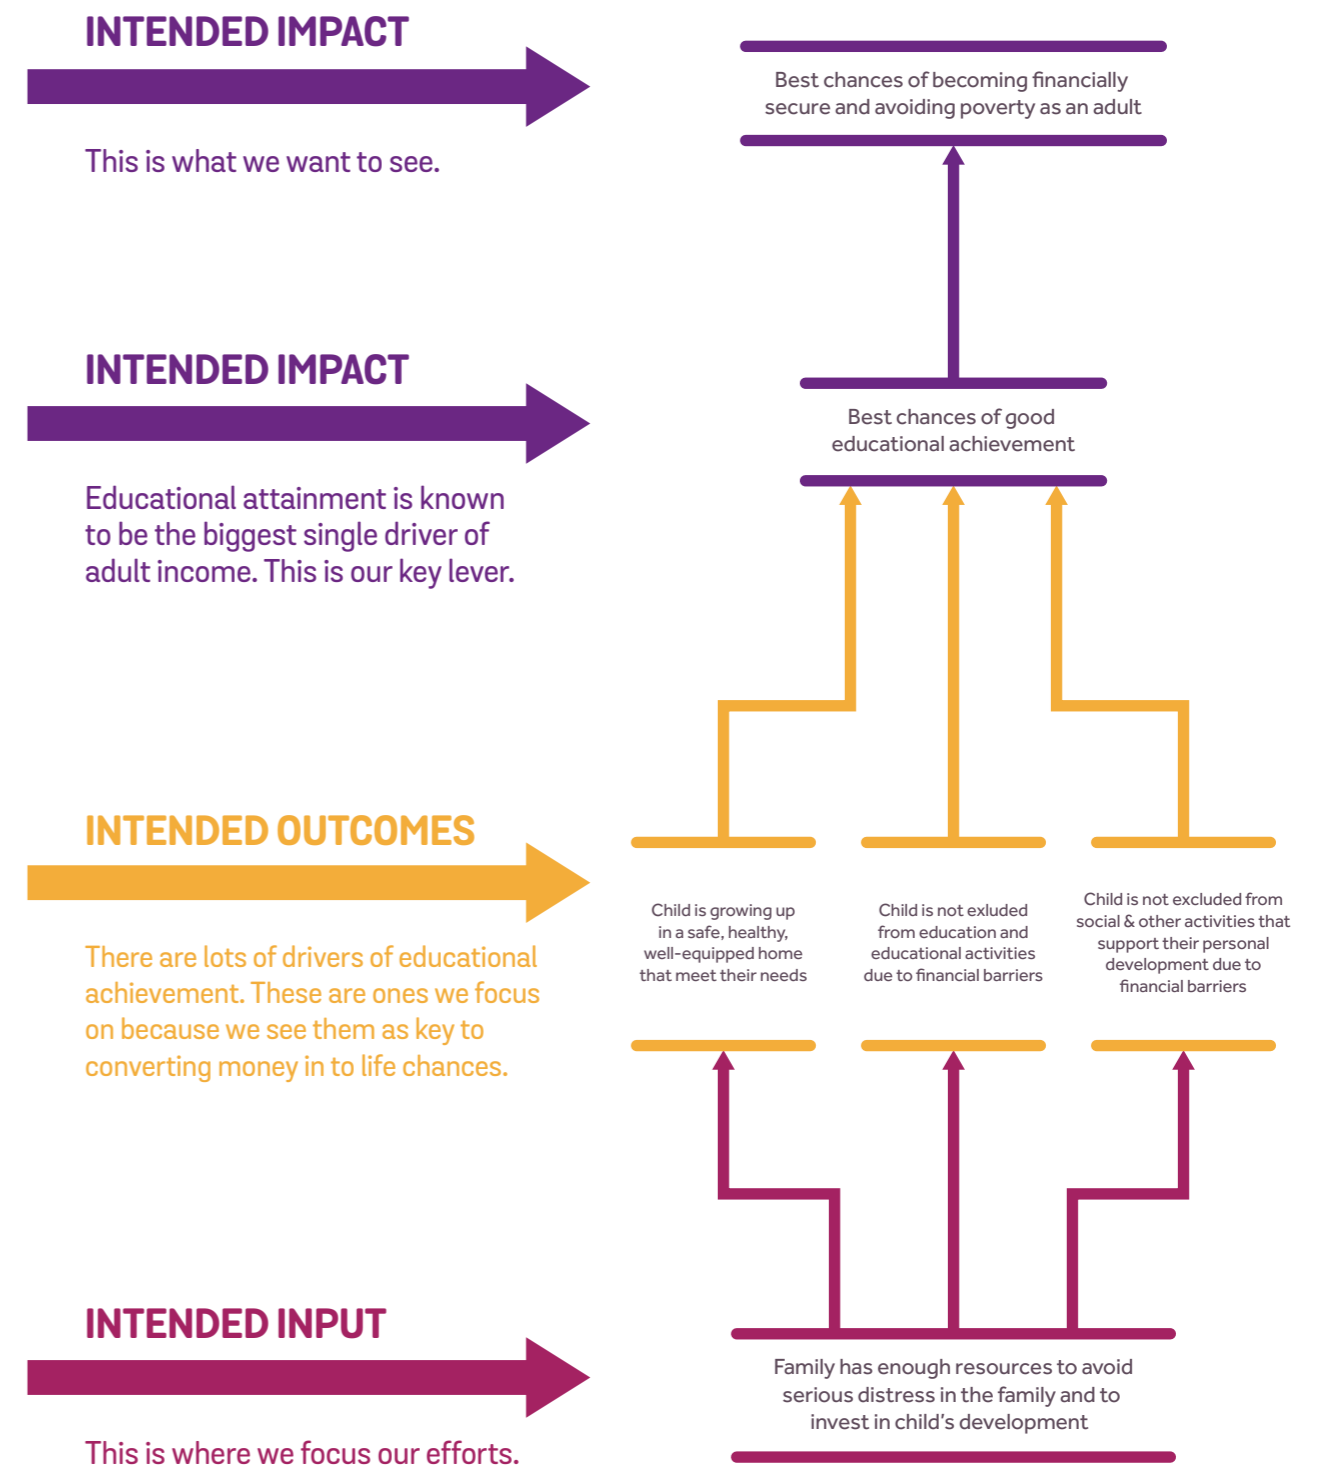 INTENDED IMPACT
Best chances of becoming financially
secure and avoiding poverty as an adult
This is what we want to see.
INTENDED IMPACT
Best chances of good
educational achievement
Educational attainment is known
to be the biggest single driver of
adult income. This is our key lever.
INTENDED OUTCOMES
There are lots of drivers of educational
achievement. These are ones we focus
on because we see them as key to
converting money in to life chances.
Child is growing up
in a safe, healthy,
well-equipped home
that meet their needs
Child is not exluded
from education and
educational activities
due to financial barriers
Child is not excluded from
social & other activities that
support their personal
development due to
financial barriers
INTENDED INPUT
This is where we focus our efforts.
Family has enough resources to avoid
serious distress in the family and to
invest in child's development